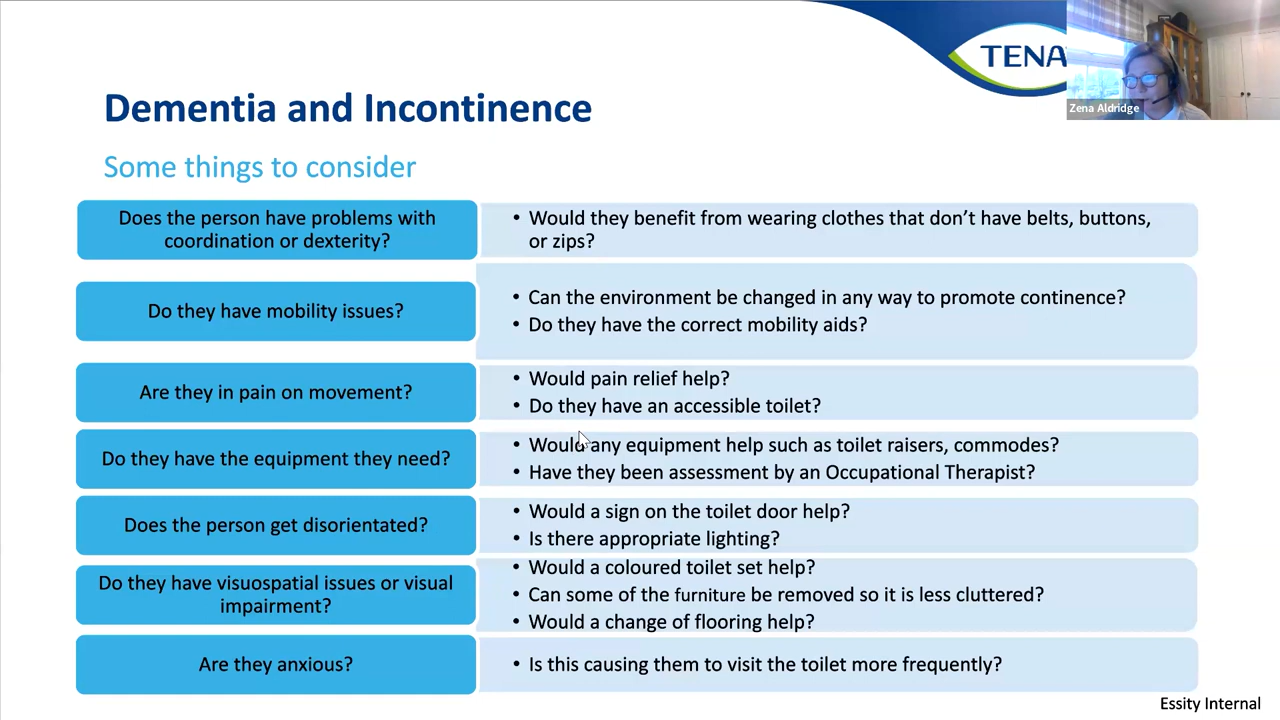 TENA
Zena Aldridge
Dementia and Incontinence
Some things to consider
Does the person have problems with
coordination or dexterity?
• Would they benefit from wearing clothes that don't have belts, buttons,
or zips?
Do they have mobility issues?
• Can the environment be changed in any way to promote continence?
• Do they have the correct mobility aids?
Are they in pain on movement?
• Would pain relief help?
• Do they have an accessible toilet?
Do they have the equipment they need?
• Would any equipment help such as toilet raisers, commodes?
• Have they been assessment by an Occupational Therapist?
Does the person get disorientated?
• Would a sign on the toilet door help?
• Is there appropriate lighting?
Do they have visuospatial issues or visual
impairment?
• Would a coloured toilet set help?
• Can some of the furniture be removed so it is less cluttered?
• Would a change of flooring help?
Are they anxious?
• Is this causing them to visit the toilet more frequently?
Essity Internal